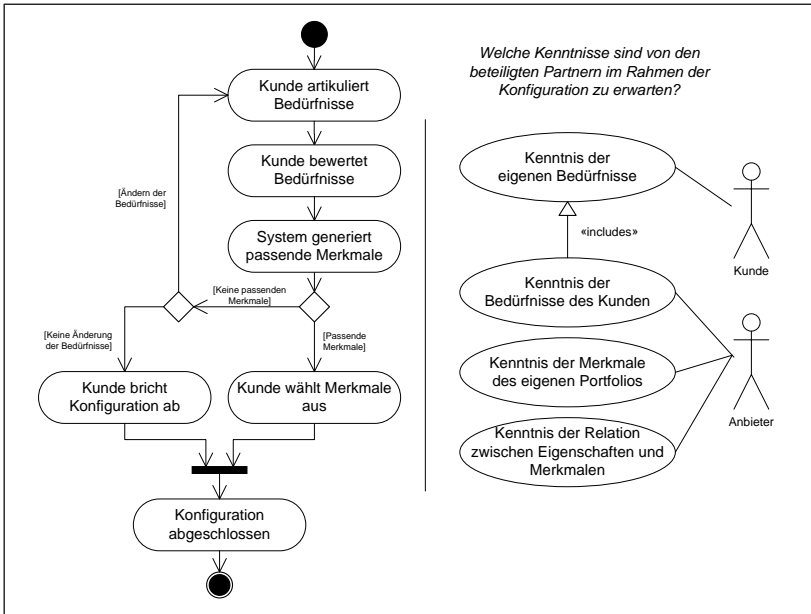 Kunde artikuliert
Bedürfnisse
Kunde bewertet
Bedürfnisse
[Ändern der
Bedürfnisse]
System generiert
passende Merkmale
[Keine passenden
Merkmale]
[Keine Änderung
der Bedürfnisse]
[Passende
Merkmale]
Kunde bricht
Konfiguration ab
Kunde wählt Merkmale
aus
Konfiguration
abgeschlossen
Welche Kenntnisse sind von den
beteiligten Partnern im Rahmen der
Konfiguration zu erwarten?
Kenntnis der
eigenen Bedürfnisse
«includes»
Kunde
Kenntnis der
Bedürfnisse des Kunden
Kenntnis der Merkmale
des eigenen Portfolios
Anbieter
Kenntnis der Relation
zwischen Eigenschaften und
Merkmalen